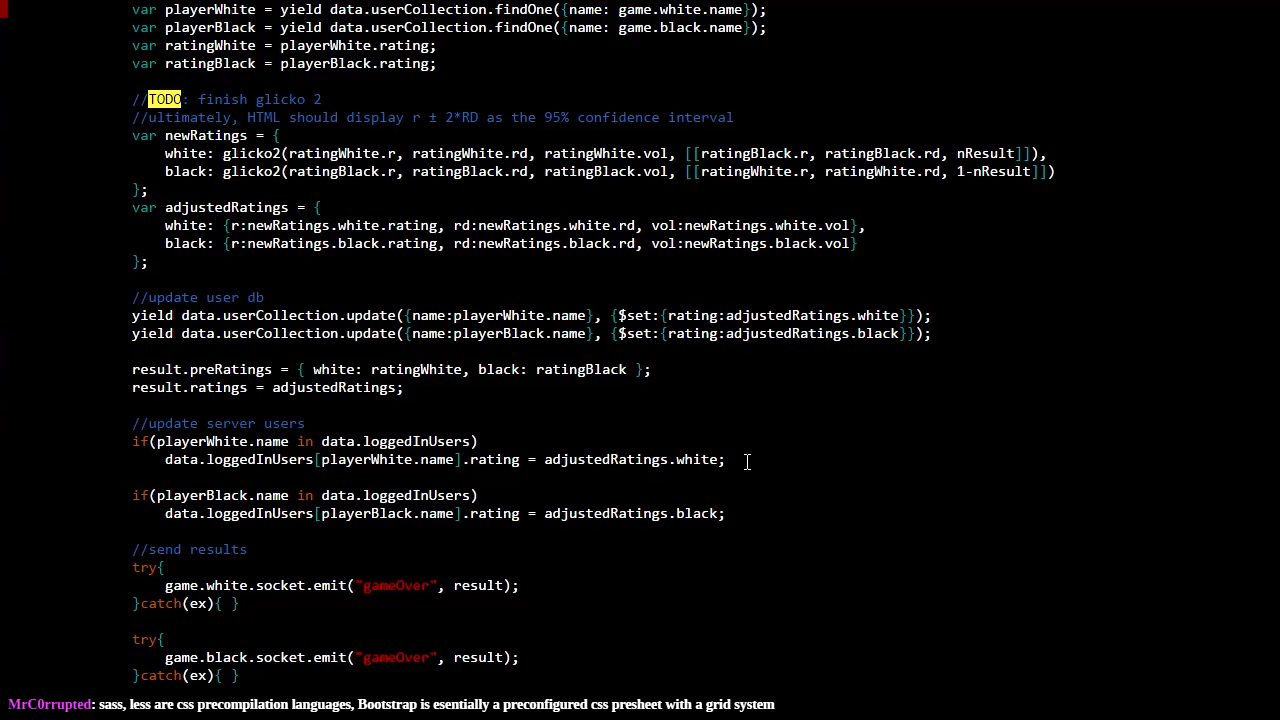 var playerWhite = yield data.userCollection.findOne({name: game.white.name});
var playerBlack = yield data.userCollection.findOne({name: game.black.name});
var ratingWhite = playerWhite.rating;
var ratingBlack = playerBlack.rating;
//TODO: finish glicko 2
//ultimately, HTML should display r ± 2*RD as the 95% confidence interval
var newRatings = {
white: glicko2(ratingWhite.r, ratingWhite.rd, ratingWhite.vol, [[ratingBlack.r, ratingBlack.rd, nResult]]),
black: glicko2(ratingBlack.r, ratingBlack.rd, ratingBlack.vol, [[ratingWhite.r, ratingWhite.rd, 1-nResult]])
};
var adjustedRatings = {
white: {r:newRatings.white.rating, rd:newRatings.white.rd, vol:newRatings.white.vol},
black: {r:newRatings.black.rating, rd:newRatings.black.rd, vol:newRatings.black.vol}
};
//update user db
yield data.userCollection.update({name:playerWhite.name}, {$set:{rating:adjustedRatings.white}});
yield data.userCollection.update({name:playerBlack.name}, {$set:{rating:adjustedRatings.black}});
result.preRatings = { white: ratingWhite, black: ratingBlack };
result.ratings = adjustedRatings;
//update server users
if(playerWhite.name in data.loggedInUsers)
data.loggedInUsers[playerWhite.name].rating = adjustedRatings.white;
if(playerBlack.name in data.loggedInUsers)
data.loggedInUsers[playerBlack.name].rating = adjustedRatings.black;
//send results
try{
game.white.socket.emit("gameOver", result);
}catch(ex){ }
try{
game.black.socket.emit("gameOver", result);
}catch(ex){ }
MrC0rrupted: sass, less are css precompilation languages, Bootstrap is esentially a preconfigured css presheet with a grid system